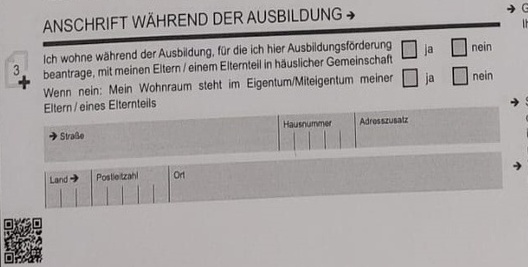 ANSCHRIFT WÄHREND DER AUSBILDUNG →
Ich wohne während der Ausbildung, für die ich hier Ausbildungsförderung
beantrage, mit meinen Eltern / einem Elternteil in häuslicher Gemeinschaft
ja
nein
3
Wenn nein: Mein Wohnraum steht im Eigentum/Miteigentum meiner
Eltern / eines Elternteils
ja
nein
→ Straße
Hausnummer
Adresszusatz
Land →
Postleitzahl
Ort